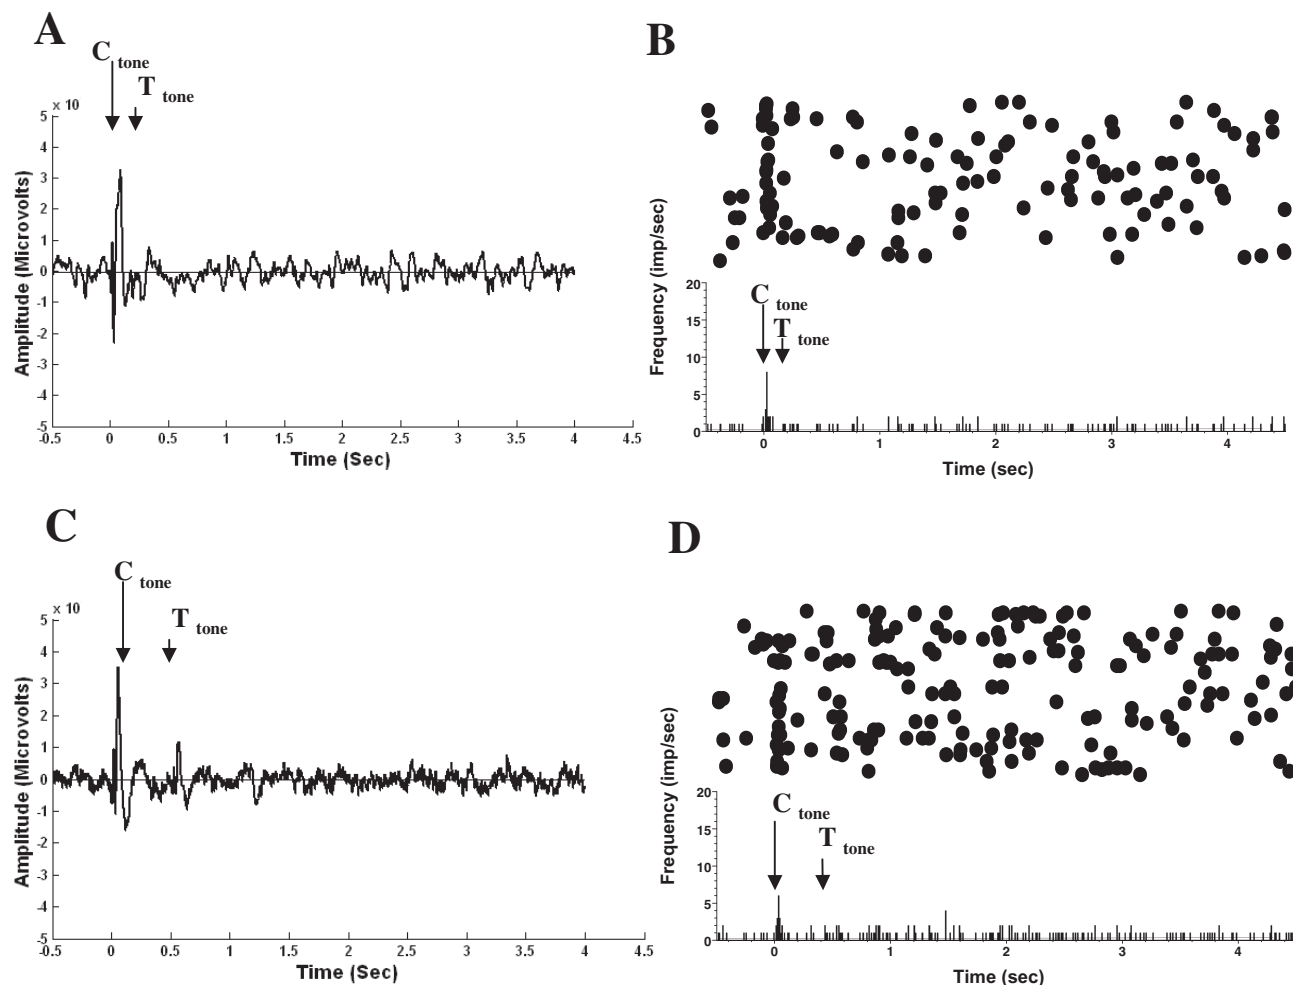 A
C tone
T tone
x 10
5
4
3
2
1
0
-1
-2
-3
-4
-5
Amplitude (Microvolts)
-0.5 0 0.5 1 1.5 2 2.5 3 3.5 4 4.5
Time (Sec)
B
Frequency (imp/sec)
20
15
10
5
0
C tone
T tone
0 1 2 3 4
Time (sec)
C
C tone
T tone
x 10
5
4
3
2
1
0
-1
-2
-3
-4
-5
Amplitude (Microvolts)
-0.5 0 0.5 1 1.5 2 2.5 3 3.5 4 4.5
Time (Sec)
D
Frequency (imp/sec)
20
15
10
5
0
C tone
T tone
0 1 2 3 4
Time (sec)